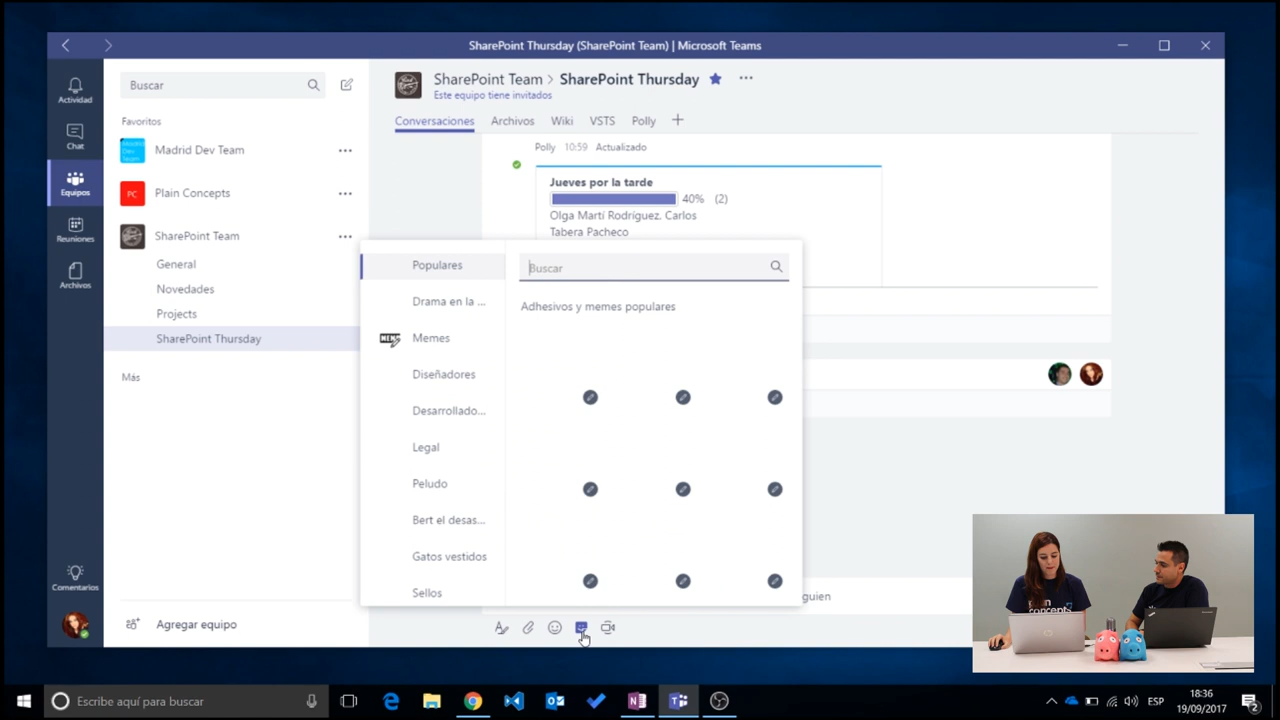 SharePoint Thursday (SharePoint Team) | Microsoft Teams
Actividad
Chat
Equipos
Reuniones
Archivos
Comentarios
Buscar
Favoritos
Madrid Dev Team
PC
Plain Concepts
SharePoint Team
General
Novedades
Projects
SharePoint Thursday
Más
Agregar equipo
SharePoint Team > SharePoint Thursday
Este equipo tiene invitados
Conversaciones Archivos Wiki VSTS Polly +
Polly 10:59 Actualizado
Jueves por la tarde
40% (2)
Olga Martí Rodríguez. Carlos
Tabera Pacheco
Populares
Drama en la ...
MEME
Memes
Diseñadores
Desarrollado...
Legal
Peludo
Bert el desas...
Gatos vestidos
Sellos
Buscar
Adhesivos y memes populares
guien
concepts
Escribe aquí para buscar
ESP
18:36
19/09/2017
2